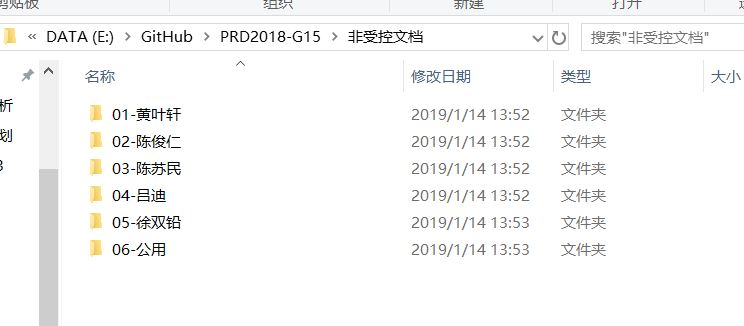 剪贴板 组织 新建 打开
« DATA (E:) > GitHub > PRD2018-G15 > 非受控文档 搜索"非受控文档"
名称 修改日期 类型 大小
析
划
3
01-黄叶轩 2019/1/14 13:52 文件夹
02-陈俊仁 2019/1/14 13:52 文件夹
03-陈苏民 2019/1/14 13:52 文件夹
04-吕迪 2019/1/14 13:52 文件夹
05-徐双铅 2019/1/14 13:53 文件夹
06-公用 2019/1/14 13:53 文件夹